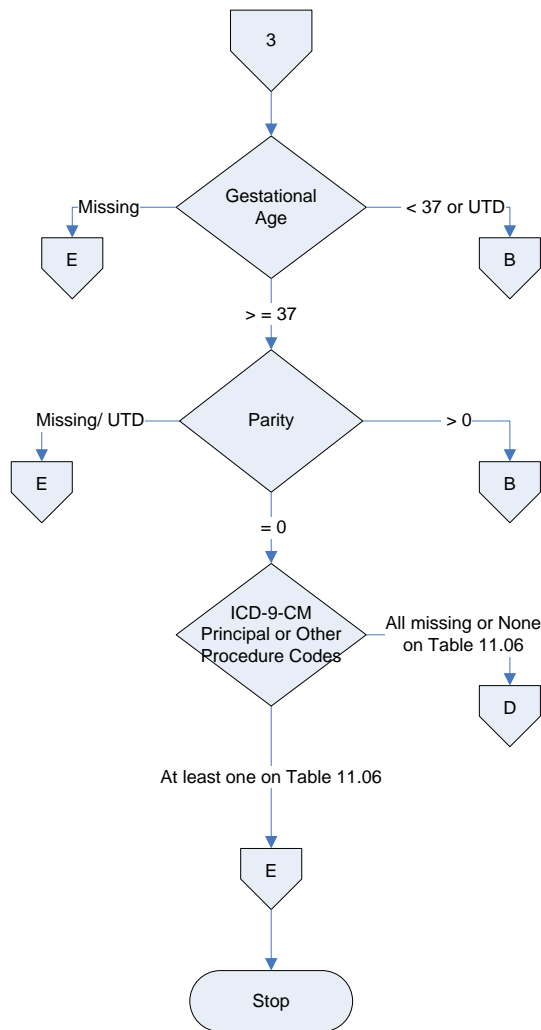 3
Gestational
Age
Missing
< 37 or UTD
E
B
> = 37
Parity
Missing/ UTD
> 0
E
B
= 0
ICD-9-CM
Principal or Other
Procedure Codes
All missing or None
on Table 11.06
D
At least one on Table 11.06
E
Stop